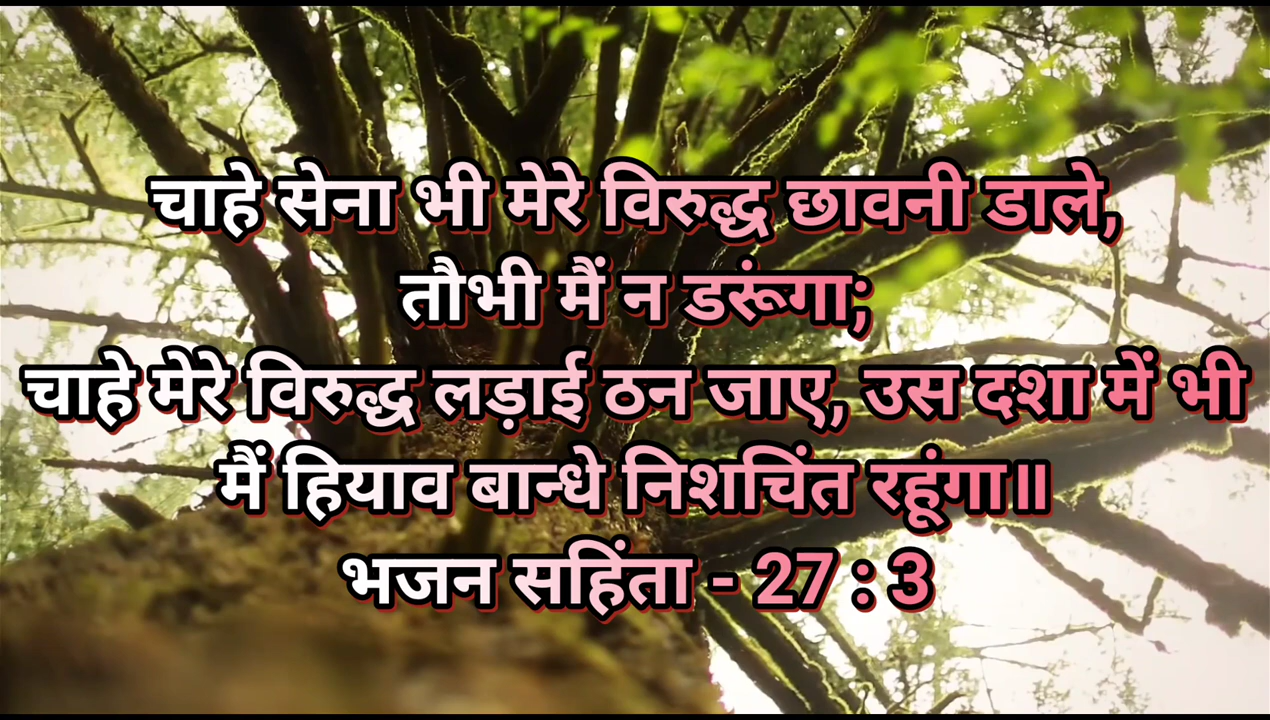 चाहे सेना भी मेरे विरुद्ध छावनी डाले,
तौभी मैं न डरूंगा;
चाहे मेरे विरुद्ध लड़ाई ठन जाए, उस दशा में भी
मैं हियाव बान्धे निशचिंत रहूंगा॥
भजन सहिंता - 27 : 3